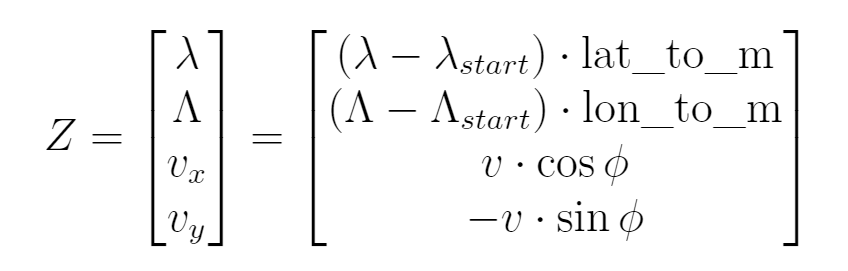 Z = [λ Λ v_x v_y] = [(λ − λ_start) · lat_to_m
(Λ − Λ_start) · lon_to_m
v · cos ϕ
−v · sin ϕ]